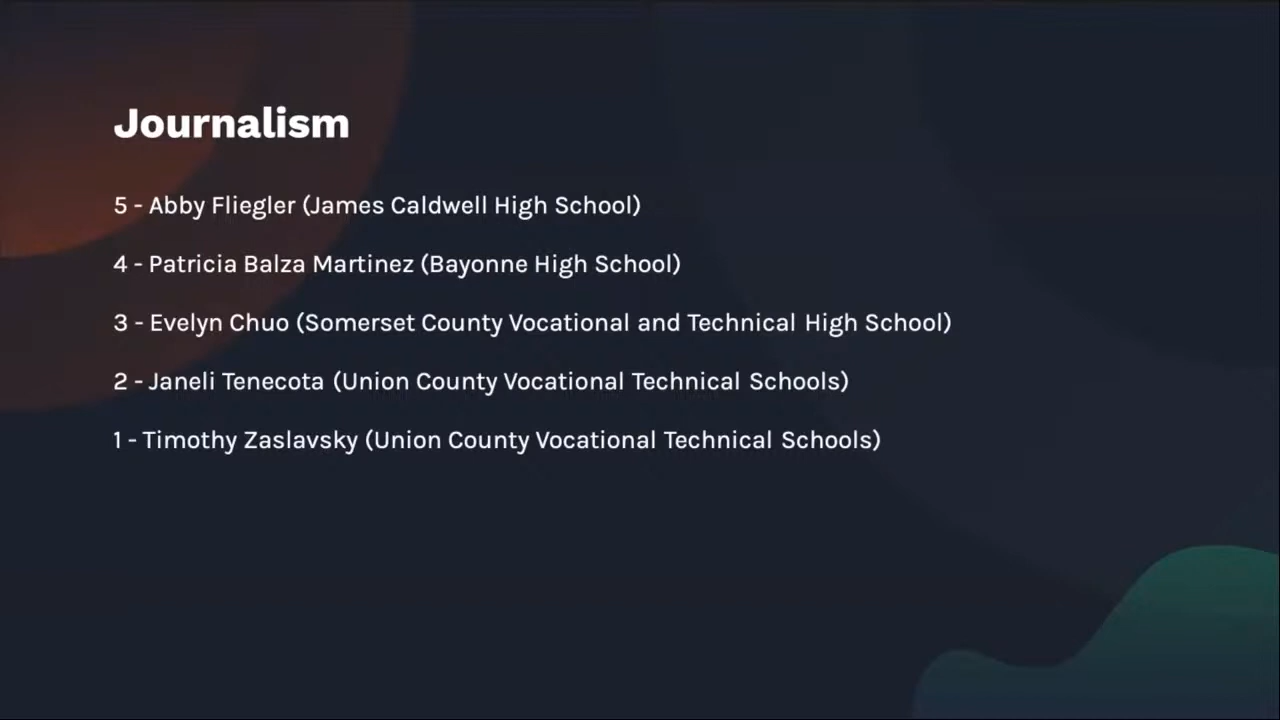 Journalism
5 - Abby Fliegler (James Caldwell High School)
4 - Patricia Balza Martinez (Bayonne High School)
3 - Evelyn Chuo (Somerset County Vocational and Technical High School)
2 - Janeli Tenecota (Union County Vocational Technical Schools)
1 - Timothy Zaslavsky (Union County Vocational Technical Schools)